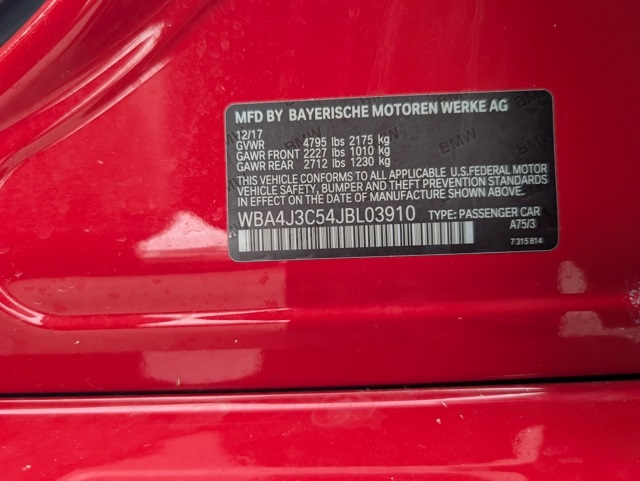 MFD BY BAYERISCHE MOTOREN WERKE AG
12/17
GVWR 4795 lbs 2175 kg
GAWR FRONT 2227 lbs 1010 kg
GAWR REAR 2712 lbs 1230 kg
THIS VEHICLE CONFORMS TO ALL APPLICABLE U.S.FEDERAL MOTOR
VEHICLE SAFETY, BUMPER AND THEFT PREVENTION STANDARDS
IN EFFECT ON THE DATE OF MANUFACTURE SHOWN ABOVE.
WBA4J3C54JBL03910 TYPE: PASSENGER CAR
A75/3
7315814
BMW